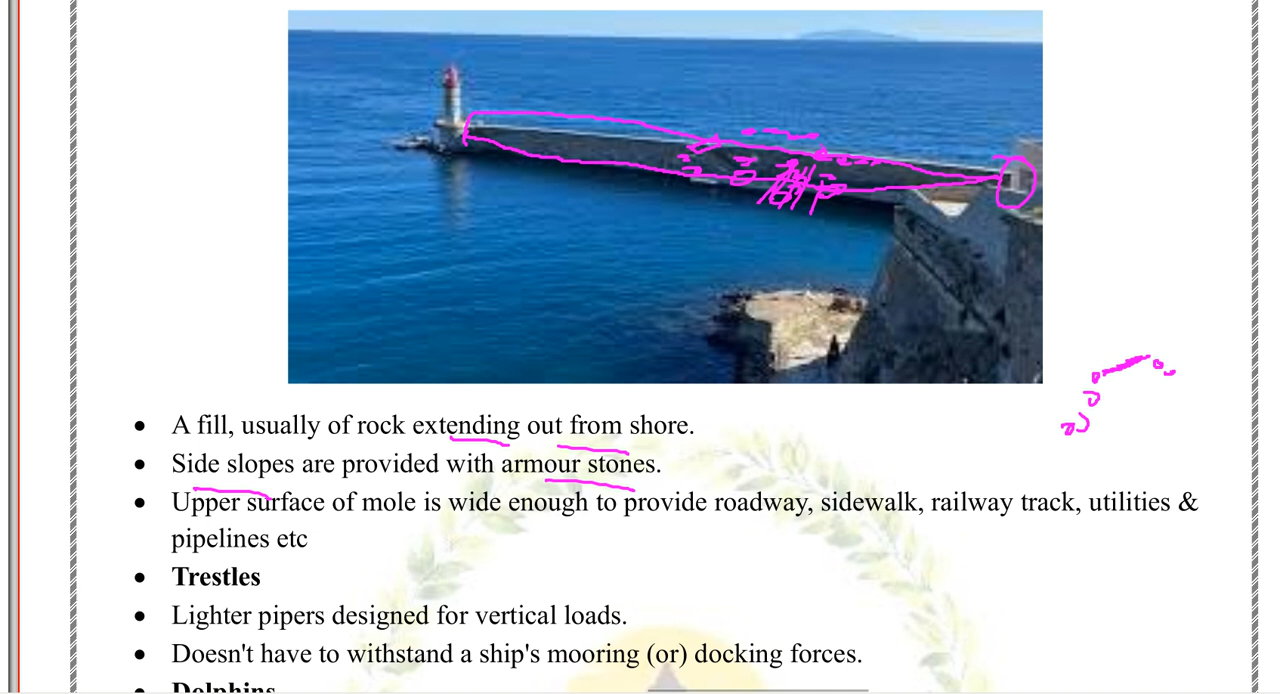 • A fill, usually of rock extending out from shore.
• Side slopes are provided with armour stones.
• Upper surface of mole is wide enough to provide roadway, sidewalk, railway track, utilities &
pipelines etc
• Trestles
• Lighter pipers designed for vertical loads.
• Doesn't have to withstand a ship's mooring (or) docking forces.
• Dolphins